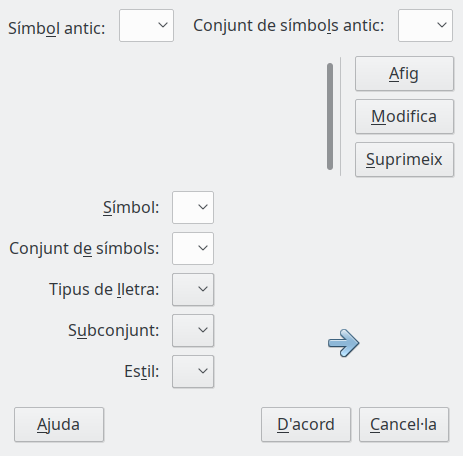 Símbol antic: Conjunt de símbols antic:
Afig
Modifica
Suprimeix
Símbol:
Conjunt de símbols:
Tipus de lletra:
Subconjunt:
Estil:
Ajuda D'acord Cancel·la